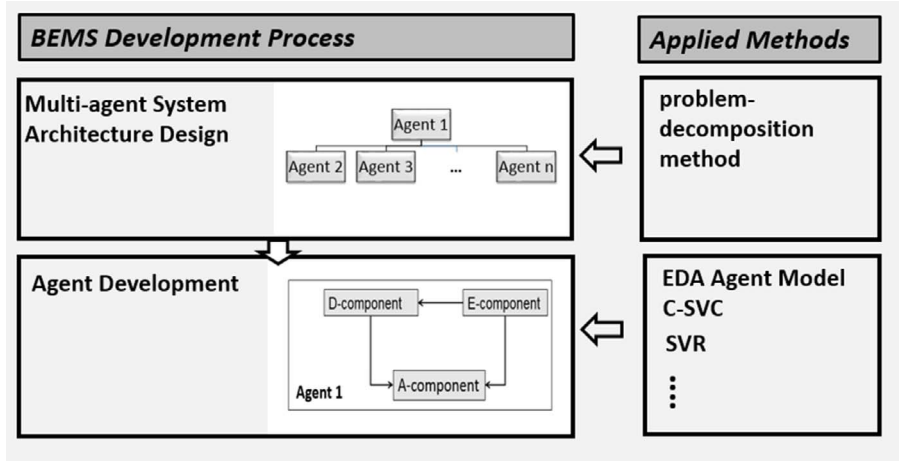 BEMS Development Process
Applied Methods
Multi-agent System
Architecture Design
Agent 1
Agent 2 Agent 3 ... Agent n
problem-
decomposition
method
Agent Development
D-component E-component
A-component
Agent 1
EDA Agent Model
C-SVC
SVR